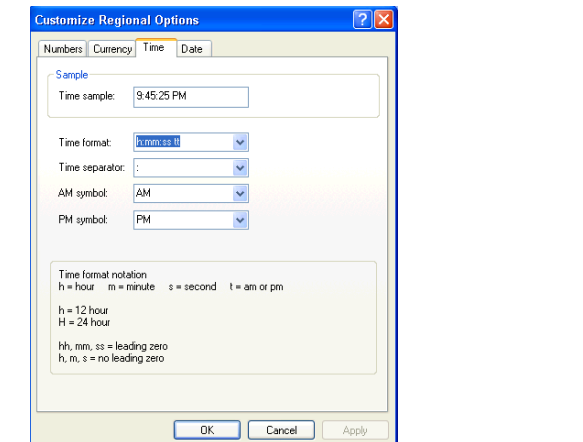 Customize Regional Options
Numbers Currency Time Date
Sample
Time sample: 9:45:25 PM
Time format: h:mm:ss tt
Time separator: :
AM symbol: AM
PM symbol: PM
Time format notation
h = hour m = minute s = second t = am or pm
h = 12 hour
H = 24 hour
hh, mm, ss = leading zero
h, m, s = no leading zero
OK Cancel Apply